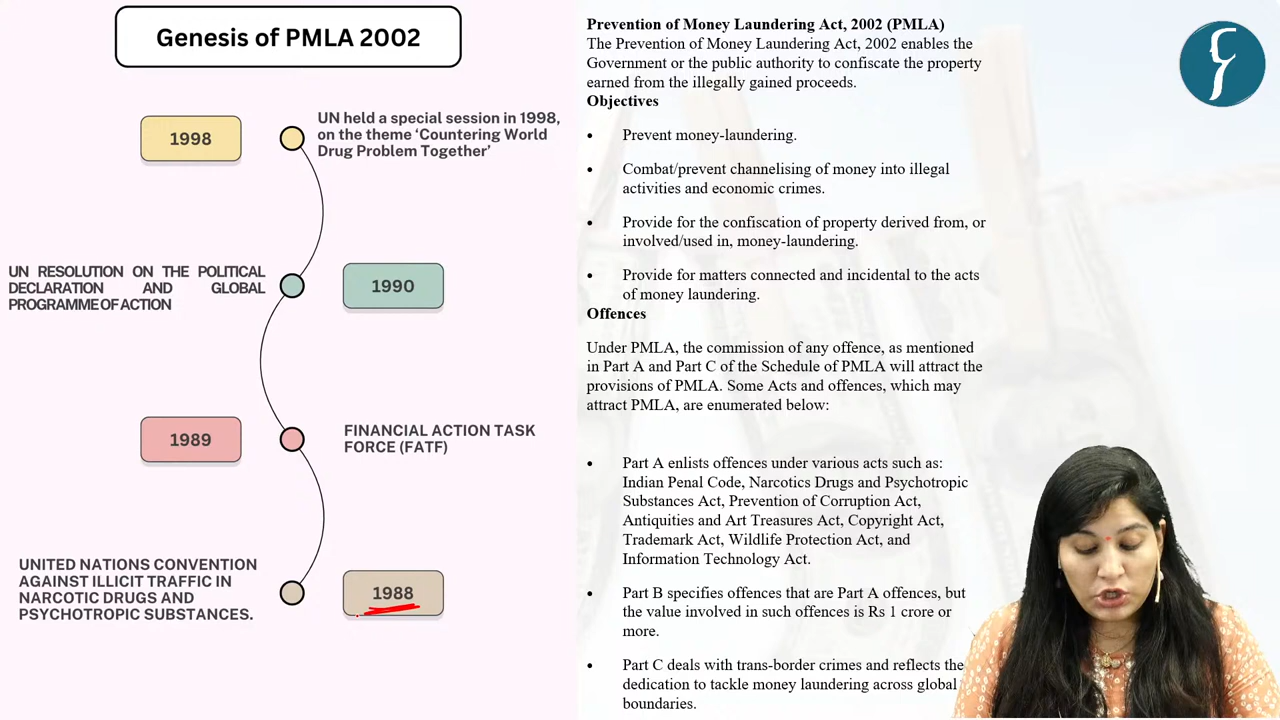 Genesis of PMLA 2002
1998
UN held a special session in 1998,
on the theme ‘Countering World
Drug Problem Together’
UN RESOLUTION ON THE POLITICAL
DECLARATION AND GLOBAL
PROGRAMME OF ACTION
1990
1989
FINANCIAL ACTION TASK
FORCE (FATF)
UNITED NATIONS CONVENTION
AGAINST ILLICIT TRAFFIC IN
NARCOTIC DRUGS AND
PSYCHOTROPIC SUBSTANCES.
1988
Prevention of Money Laundering Act, 2002 (PMLA)
The Prevention of Money Laundering Act, 2002 enables the
Government or the public authority to confiscate the property
earned from the illegally gained proceeds.
Objectives
• Prevent money-laundering.
• Combat/prevent channelising of money into illegal
activities and economic crimes.
• Provide for the confiscation of property derived from, or
involved/used in, money-laundering.
• Provide for matters connected and incidental to the acts
of money laundering.
Offences
Under PMLA, the commission of any offence, as mentioned
in Part A and Part C of the Schedule of PMLA will attract the
provisions of PMLA. Some Acts and offences, which may
attract PMLA, are enumerated below:
• Part A enlists offences under various acts such as:
Indian Penal Code, Narcotics Drugs and Psychotropic
Substances Act, Prevention of Corruption Act,
Antiquities and Art Treasures Act, Copyright Act,
Trademark Act, Wildlife Protection Act, and
Information Technology Act.
• Part B specifies offences that are Part A offences, but
the value involved in such offences is Rs 1 crore or
more.
• Part C deals with trans-border crimes and reflects the
dedication to tackle money laundering across global
boundaries.